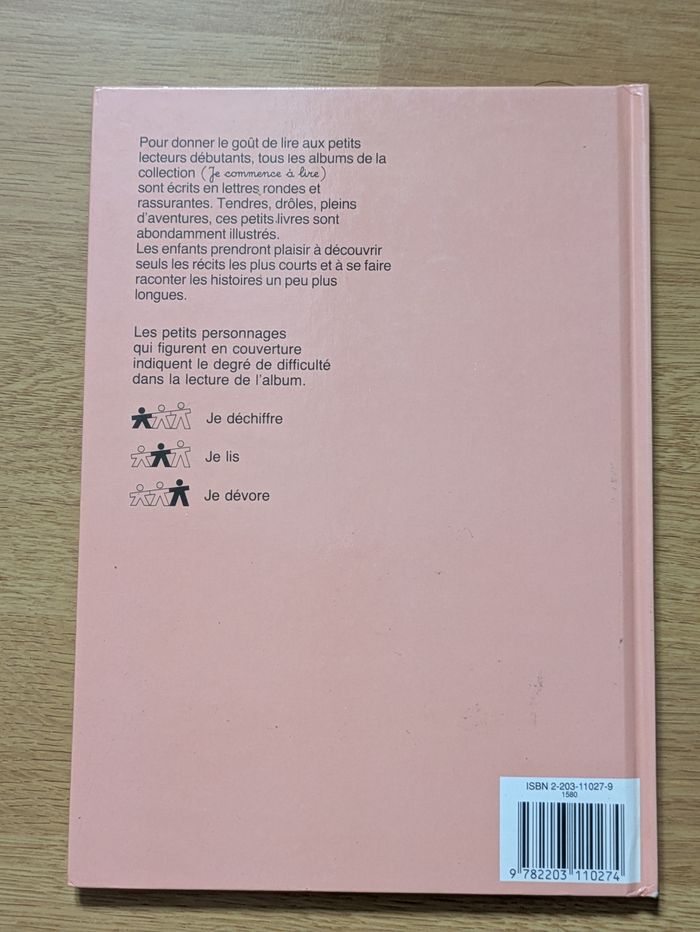 Pour donner le goût de lire aux petits
lecteurs débutants, tous les albums de la
collection (Je commence à lire)
sont écrits en lettres rondes et
rassurantes. Tendres, drôles, pleins
d'aventures, ces petits livres sont
abondamment illustrés.
Les enfants prendront plaisir à découvrir
seuls les récits les plus courts et à se faire
raconter les histoires un peu plus
longues.
Les petits personnages
qui figurent en couverture
indiquent le degré de difficulté
dans la lecture de l'album.
Je déchiffre
Je lis
Je dévore
ISBN 2-203-11027-9
1580
9 782203 110274